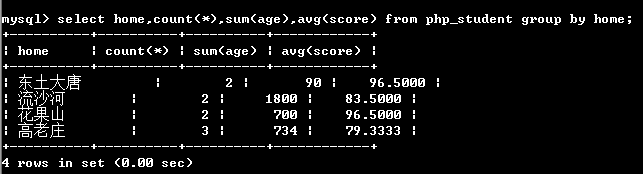 mysql> select home,count(*),sum(age),avg(score) from php_student group by home;
+----------+----------+----------+------------+
| home | count(*) | sum(age) | avg(score) |
+----------+----------+----------+------------+
| 东土大唐 | 2 | 90 | 96.5000 |
| 流沙河 | 2 | 1800 | 83.5000 |
| 花果山 | 2 | 700 | 96.5000 |
| 高老庄 | 3 | 734 | 79.3333 |
+----------+----------+----------+------------+
4 rows in set (0.00 sec)